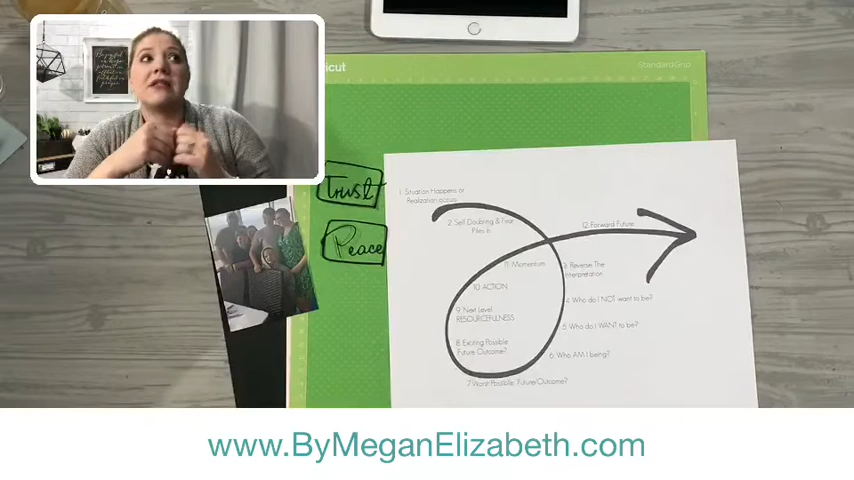 ricut
StandardGrip
Trust
Peace
1. Situation Happens or
Realization occurs
2. Self Doubting & Fear
Piles in
12. Forward Future
11. Momentum
3. Reverse The
Interpretation
10. ACTION
4. Who do I NOT want to be?
9. Next Level
RESOURCEFULNESS
5. Who do I WANT to be?
8. Exciting Possible
Future Outcome?
6. Who AM I being?
7. Worst Possible Future/Outcome?
www.ByMeganElizabeth.com